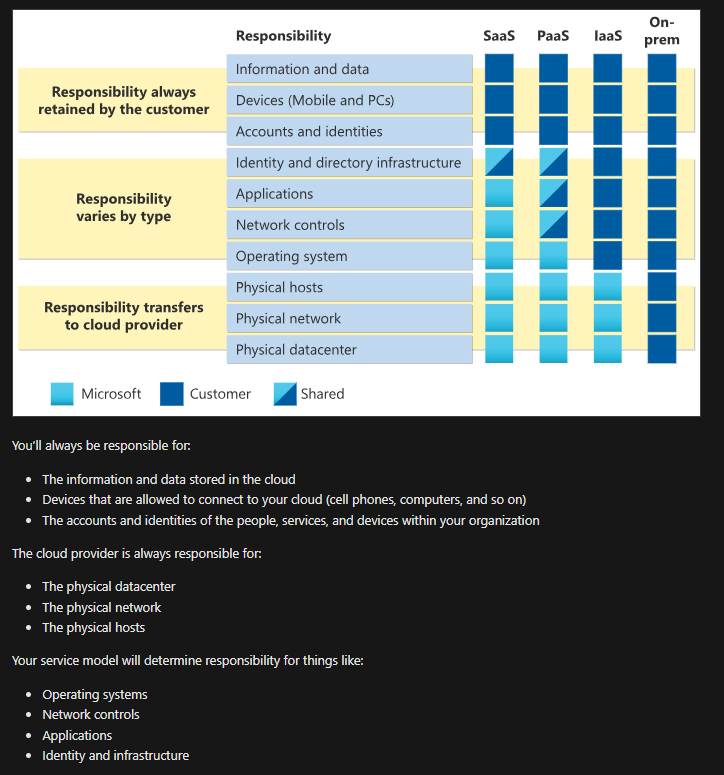 Responsibility SaaS PaaS IaaS On-
prem
Responsibility always
retained by the customer
Information and data
Devices (Mobile and PCs)
Accounts and identities
Responsibility
varies by type
Identity and directory infrastructure
Applications
Network controls
Operating system
Responsibility transfers
to cloud provider
Physical hosts
Physical network
Physical datacenter
Microsoft Customer Shared
You’ll always be responsible for:
• The information and data stored in the cloud
• Devices that are allowed to connect to your cloud (cell phones, computers, and so on)
• The accounts and identities of the people, services, and devices within your organization
The cloud provider is always responsible for:
• The physical datacenter
• The physical network
• The physical hosts
Your service model will determine responsibility for things like:
• Operating systems
• Network controls
• Applications
• Identity and infrastructure